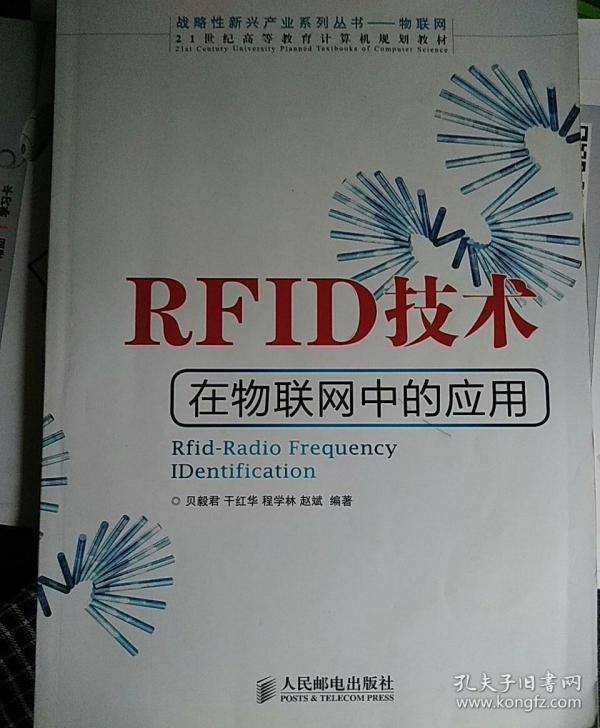 战略性新兴产业系列丛书——物联网
21世纪高等教育计算机规划教材
21st Century University Planned Textbooks of Computer Science
RFID技术
在物联网中的应用
Rfid-Radio Frequency
IDentification
◎ 贝毅君 干红华 程学林 赵斌 编著
人民邮电出版社
POSTS & TELECOM PRESS
孔夫子旧书网
www.kongfz.com